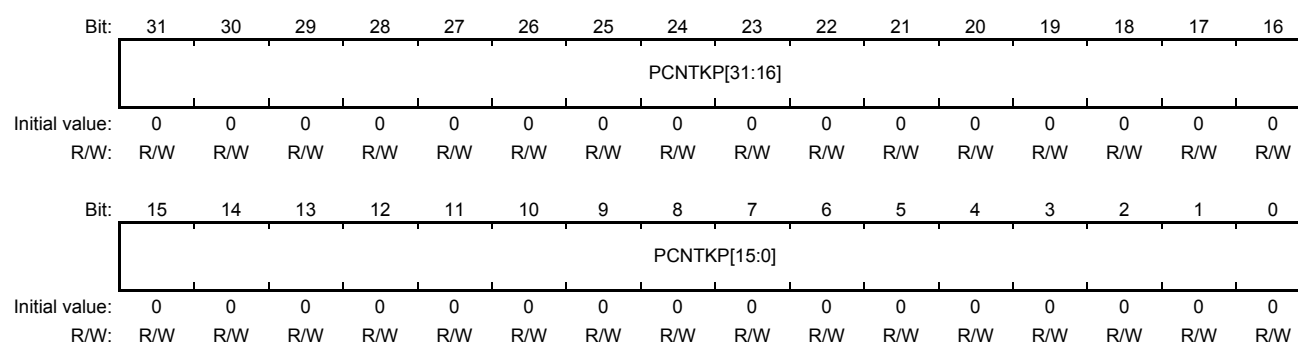 Bit: 31 30 29 28 27 26 25 24 23 22 21 20 19 18 17 16
PCNTKP[31:16]
Initial value: 0 0 0 0 0 0 0 0 0 0 0 0 0 0 0 0
R/W: R/W R/W R/W R/W R/W R/W R/W R/W R/W R/W R/W R/W R/W R/W R/W R/W
Bit: 15 14 13 12 11 10 9 8 7 6 5 4 3 2 1 0
PCNTKP[15:0]
Initial value: 0 0 0 0 0 0 0 0 0 0 0 0 0 0 0 0
R/W: R/W R/W R/W R/W R/W R/W R/W R/W R/W R/W R/W R/W R/W R/W R/W R/W